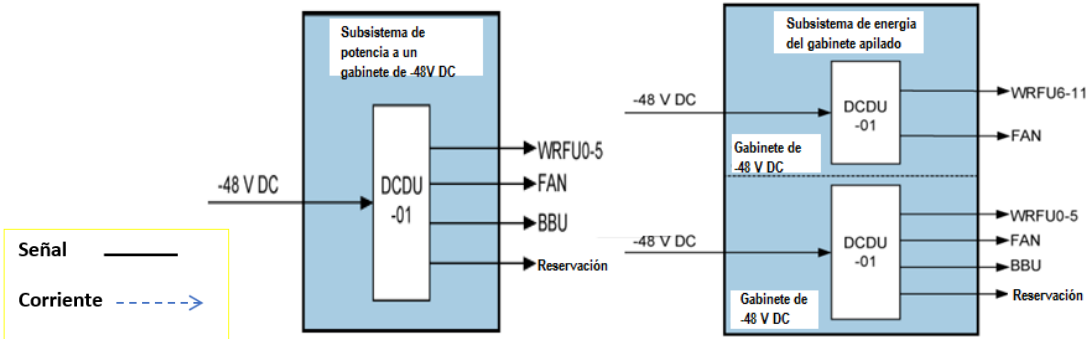 Subsistema de
potencia a un
gabinete de -48V DC
-48 V DC
DCDU
-01
WRFU0-5
FAN
BBU
Reservación
Señal
Corriente
Subsistema de energia
del gabinete apilado
-48 V DC
DCDU
-01
WRFU6-11
FAN
Gabinete de
-48 V DC
-48 V DC
DCDU
-01
WRFU0-5
FAN
BBU
Reservación
Gabinete de
-48 V DC